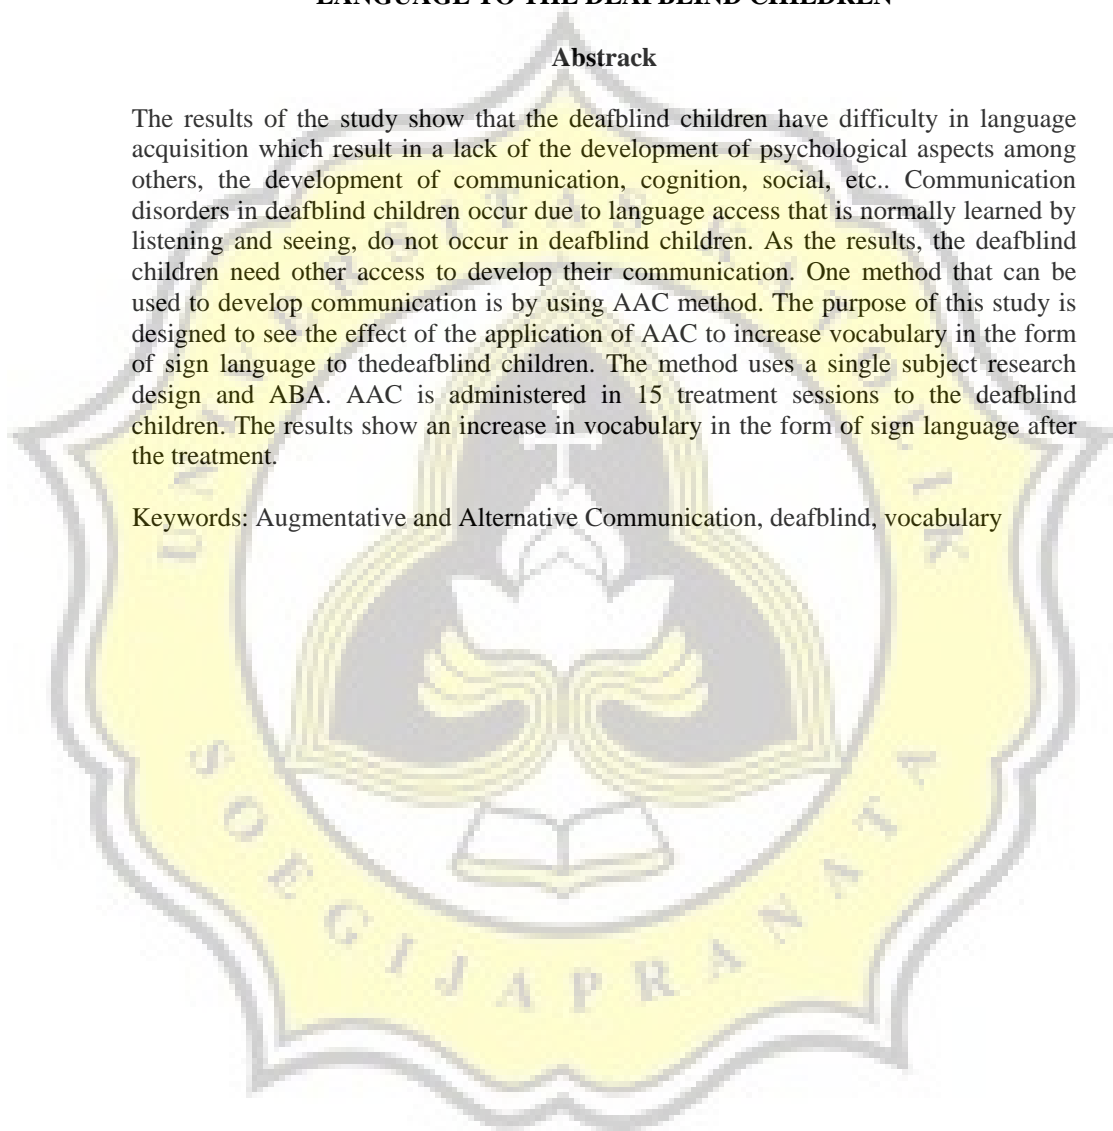 LANGUAGE TO THE DEAFBLIND CHILDREN
Abstrack
The results of the study show that the deafblind children have difficulty in language
acquisition which result in a lack of the development of psychological aspects among
others, the development of communication, cognition, social, etc.. Communication
disorders in deafblind children occur due to language access that is normally learned by
listening and seeing, do not occur in deafblind children. As the results, the deafblind
children need other access to develop their communication. One method that can be
used to develop communication is by using AAC method. The purpose of this study is
designed to see the effect of the application of AAC to increase vocabulary in the form
of sign language to thedeafblind children. The method uses a single subject research
design and ABA. AAC is administered in 15 treatment sessions to the deafblind
children. The results show an increase in vocabulary in the form of sign language after
the treatment.
Keywords: Augmentative and Alternative Communication, deafblind, vocabulary
UNIVERSITAS KATOLIK
SOEGIJAPRANATA